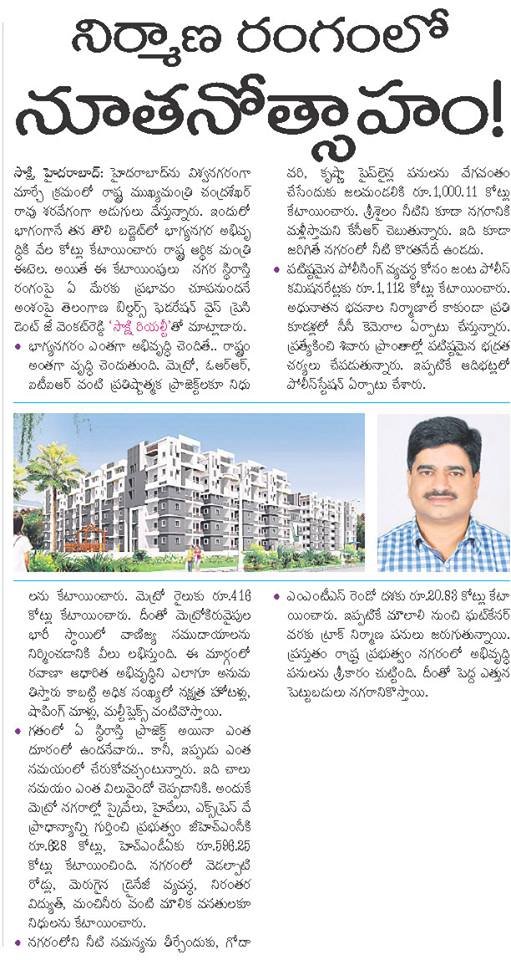 నిర్మాణ రంగంలో
నూతనోత్సాహం!
సాక్షి, హైదరాబాద్: హైదరాబాద్‌ను విశ్వనగరంగా
మార్చే క్రమంలో రాష్ట్ర ముఖ్యమంత్రి చంద్రశేఖర్
రావు శరవేగంగా అడుగులు వేస్తున్నారు. ఇందులో
భాగంగానే తన తొలి బడ్జెట్‌లో భాగ్యనగర అభివృ
ద్ధికి వేల కోట్లు కేటాయించారు రాష్ట్ర ఆర్థిక మంత్రి
ఈటెల. అయితే ఈ కేటాయింపులు నగర స్థిరాస్తి
రంగంపై ఏ మేరకు ప్రభావం చూపనుందనే
అంశంపై తెలంగాణ బిల్డర్స్ ఫెడరేషన్ వైస్ ప్రెసి
డెంట్ జే వెంకట్‌రెడ్డి 'సాక్షి రియల్టీ'తో మాట్లాడారు.
● భాగ్యనగరం ఎంతగా అభివృద్ధి చెందితే.. రాష్ట్రం
అంతగా వృద్ధి చెందుతుంది. మెట్రో, ఓఆర్ఆర్,
ఐటీఐఆర్ వంటి ప్రతిష్టాత్మక ప్రాజెక్ట్‌లకూ నిధు
లను కేటాయించారు. మెట్రో రైలుకు రూ.416
కోట్లు కేటాయించారు. దీంతో మెట్రోకిరువైపుల
భారీ స్థాయిలో వాణిజ్య సముదాయాలను
నిర్మించడానికి వీలు లభిస్తుంది. ఈ మార్గంలో
రవాణా ఆధారిత అభివృద్ధిని ఎలాగూ అనుమ
తిస్తారు కాబట్టి అధిక సంఖ్యలో నక్షత్ర హోటళ్లు,
షాపింగ్ మాళ్లు, మల్టీప్లెక్స్ వంటివొస్తాయి.
● గతంలో ఏ స్థిరాస్తి ప్రాజెక్ట్ అయినా ఎంత
దూరంలో ఉందనేవారు.. కానీ, ఇప్పుడు ఎంత
సమయంలో చేరుకోవచ్చంటున్నారు. ఇది చాలు
సమయం ఎంత విలువైందో చెప్పడానికి. అందుకే
మెట్రో నగరాల్లో స్కైవేలు, హైవేలు, ఎక్స్‌ప్రెస్ వే
ప్రాధాన్యాన్ని గుర్తించి ప్రభుత్వం జీహెచ్ఎంసీకి
రూ.628 కోట్లు, హెచ్ఎండీఏకు రూ.596.25
కోట్లు కేటాయించింది. నగరంలో వెడల్పాటి
రోడ్లు, మెరుగైన డ్రైనేజీ వ్యవస్థ, నిరంతర
విద్యుత్, మంచినీరు వంటి మౌలిక వసతులకూ
నిధులను కేటాయించారు.
● నగరంలోని నీటి సమస్యను తీర్చేందుకు, గోదా
వరి, కృష్ణా పైప్‌లైన్ల పనులను వేగవంతం
చేసేందుకు జలమండలికి రూ.1,000.11 కోట్లు
కేటాయించారు. శ్రీశైలం నీటిని కూడా నగరానికి
మళ్లిస్తామని కేసీఆర్ చెబుతున్నారు. ఇది కూడా
జరిగితే నగరంలో నీటి కొరతనేదే ఉండదు.
● పటిష్టమైన పోలీసింగ్ వ్యవస్థ కోసం జంట పోలీస్
కమిషనరేట్లకు రూ.1,112 కోట్లు కేటాయించారు.
అధునాతన భవనాల నిర్మాణాలే కాకుండా ప్రతి
కూడళ్లలో సీసీ కెమెరాల ఏర్పాటు చేస్తున్నారు.
ప్రత్యేకించి శివారు ప్రాంతాల్లో పటిష్టమైన భద్రత
చర్యలు చేపడుతున్నారు. ఇప్పటికే ఆదిభట్లలో
పోలీస్‌స్టేషన్ ఏర్పాటు చేశారు.
● ఎంఎంటీఎస్ రెండో దశకు రూ.20.83 కోట్లు కేటా
యించారు. ఇప్పటికే మౌలాలి నుంచి ఘట్‌కేసర్
వరకు ట్రాక్ నిర్మాణ పనులు జరుగుతున్నాయి.
ప్రస్తుతం రాష్ట్ర ప్రభుత్వం నగరంలో అభివృద్ధి
పనులను శ్రీకారం చుట్టింది. దీంతో పెద్ద ఎత్తున
పెట్టుబడులు నగరానికొస్తాయి.